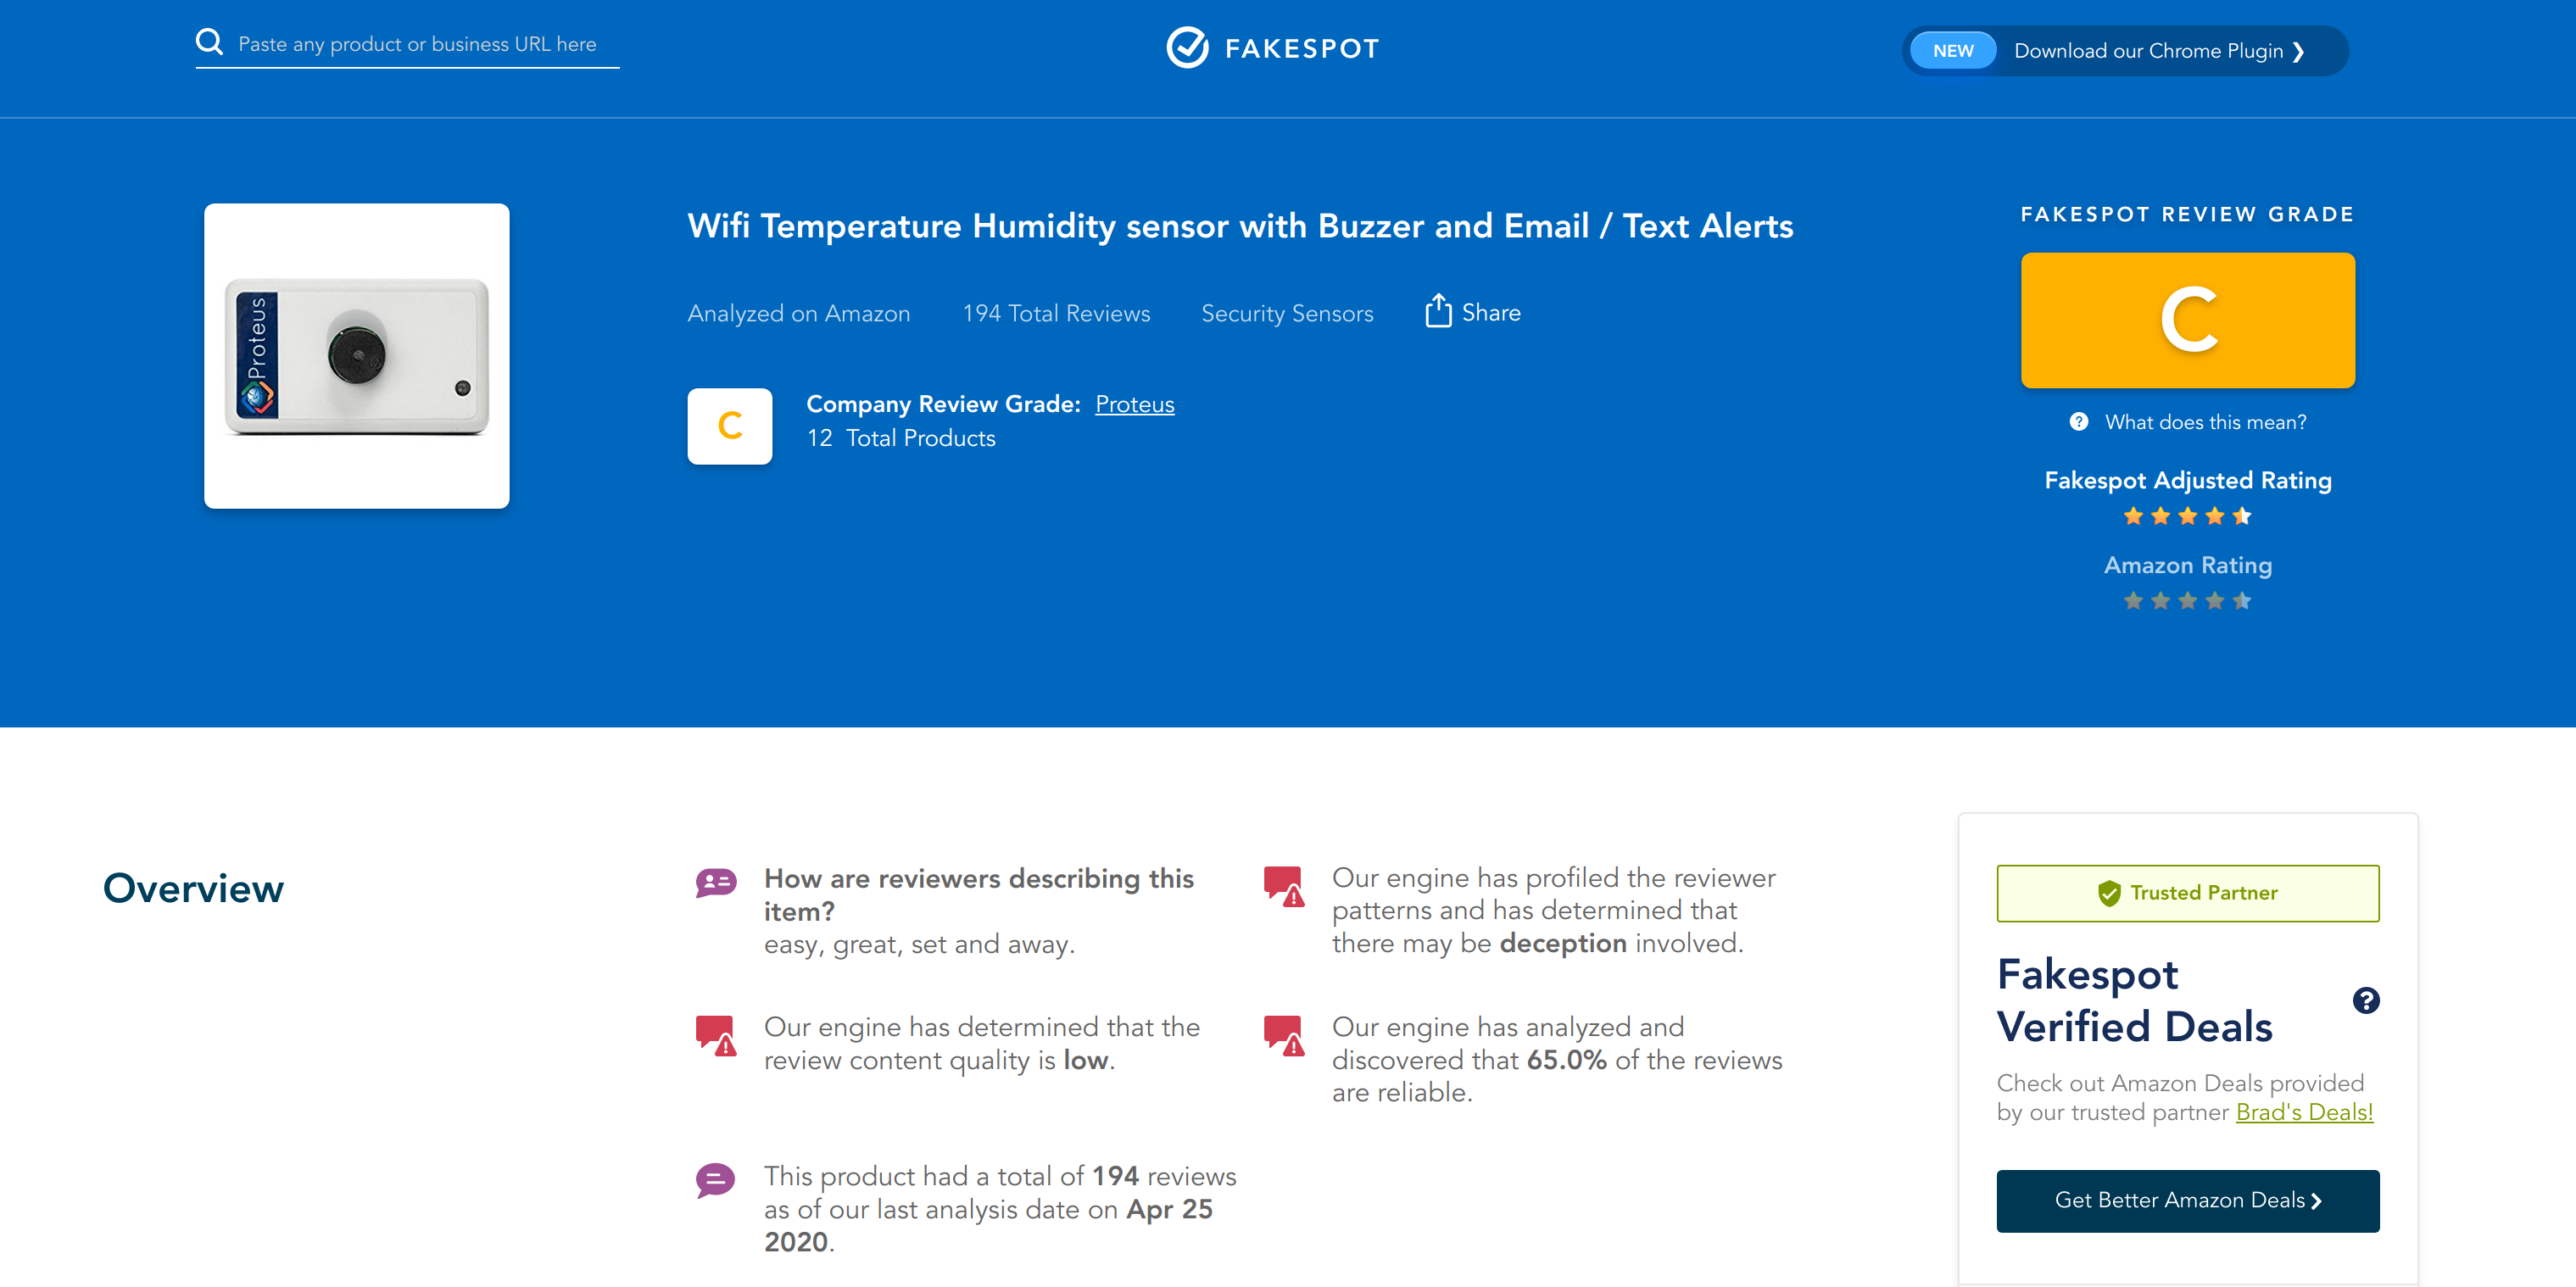 Paste any product or business URL here
FAKESPOT
NEW
Download our Chrome Plugin ❯
Proteus
Wifi Temperature Humidity sensor with Buzzer and Email / Text Alerts
Analyzed on Amazon
194 Total Reviews
Security Sensors
Share
C
Company Review Grade: Proteus
12 Total Products
FAKESPOT REVIEW GRADE
C
? What does this mean?
Fakespot Adjusted Rating
Amazon Rating
Overview
How are reviewers describing this
item?
easy, great, set and away.
Our engine has profiled the reviewer
patterns and has determined that
there may be deception involved.
Our engine has determined that the
review content quality is low.
Our engine has analyzed and
discovered that 65.0% of the reviews
are reliable.
This product had a total of 194 reviews
as of our last analysis date on Apr 25
2020.
Trusted Partner
Fakespot
Verified Deals
?
Check out Amazon Deals provided
by our trusted partner Brad's Deals!
Get Better Amazon Deals ❯